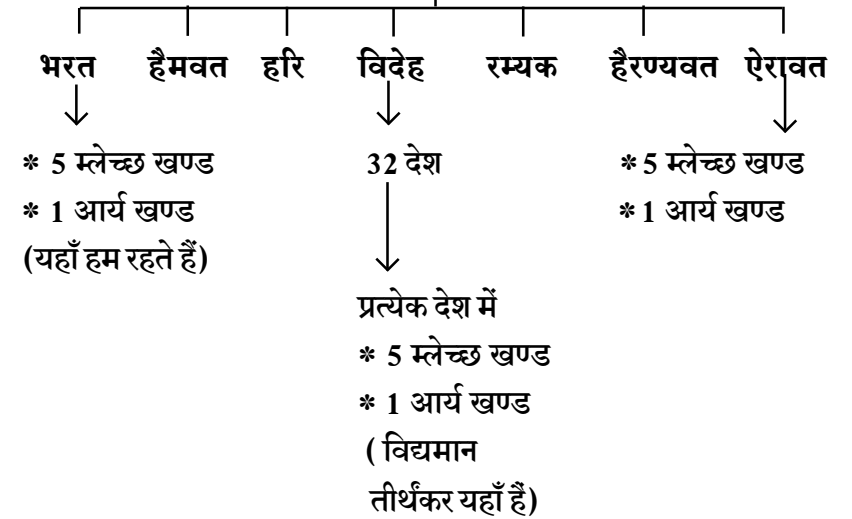 भरत हैमवत हरि विदेह रम्यक हैरण्यवत ऐरावत
* 5 म्लेच्छ खण्ड
* 1 आर्य खण्ड
(यहाँ हम रहते हैं)
32 देश
प्रत्येक देश में
* 5 म्लेच्छ खण्ड
* 1 आर्य खण्ड
( विद्यमान
तीर्थंकर यहाँ हैं)
* 5 म्लेच्छ खण्ड
* 1 आर्य खण्ड